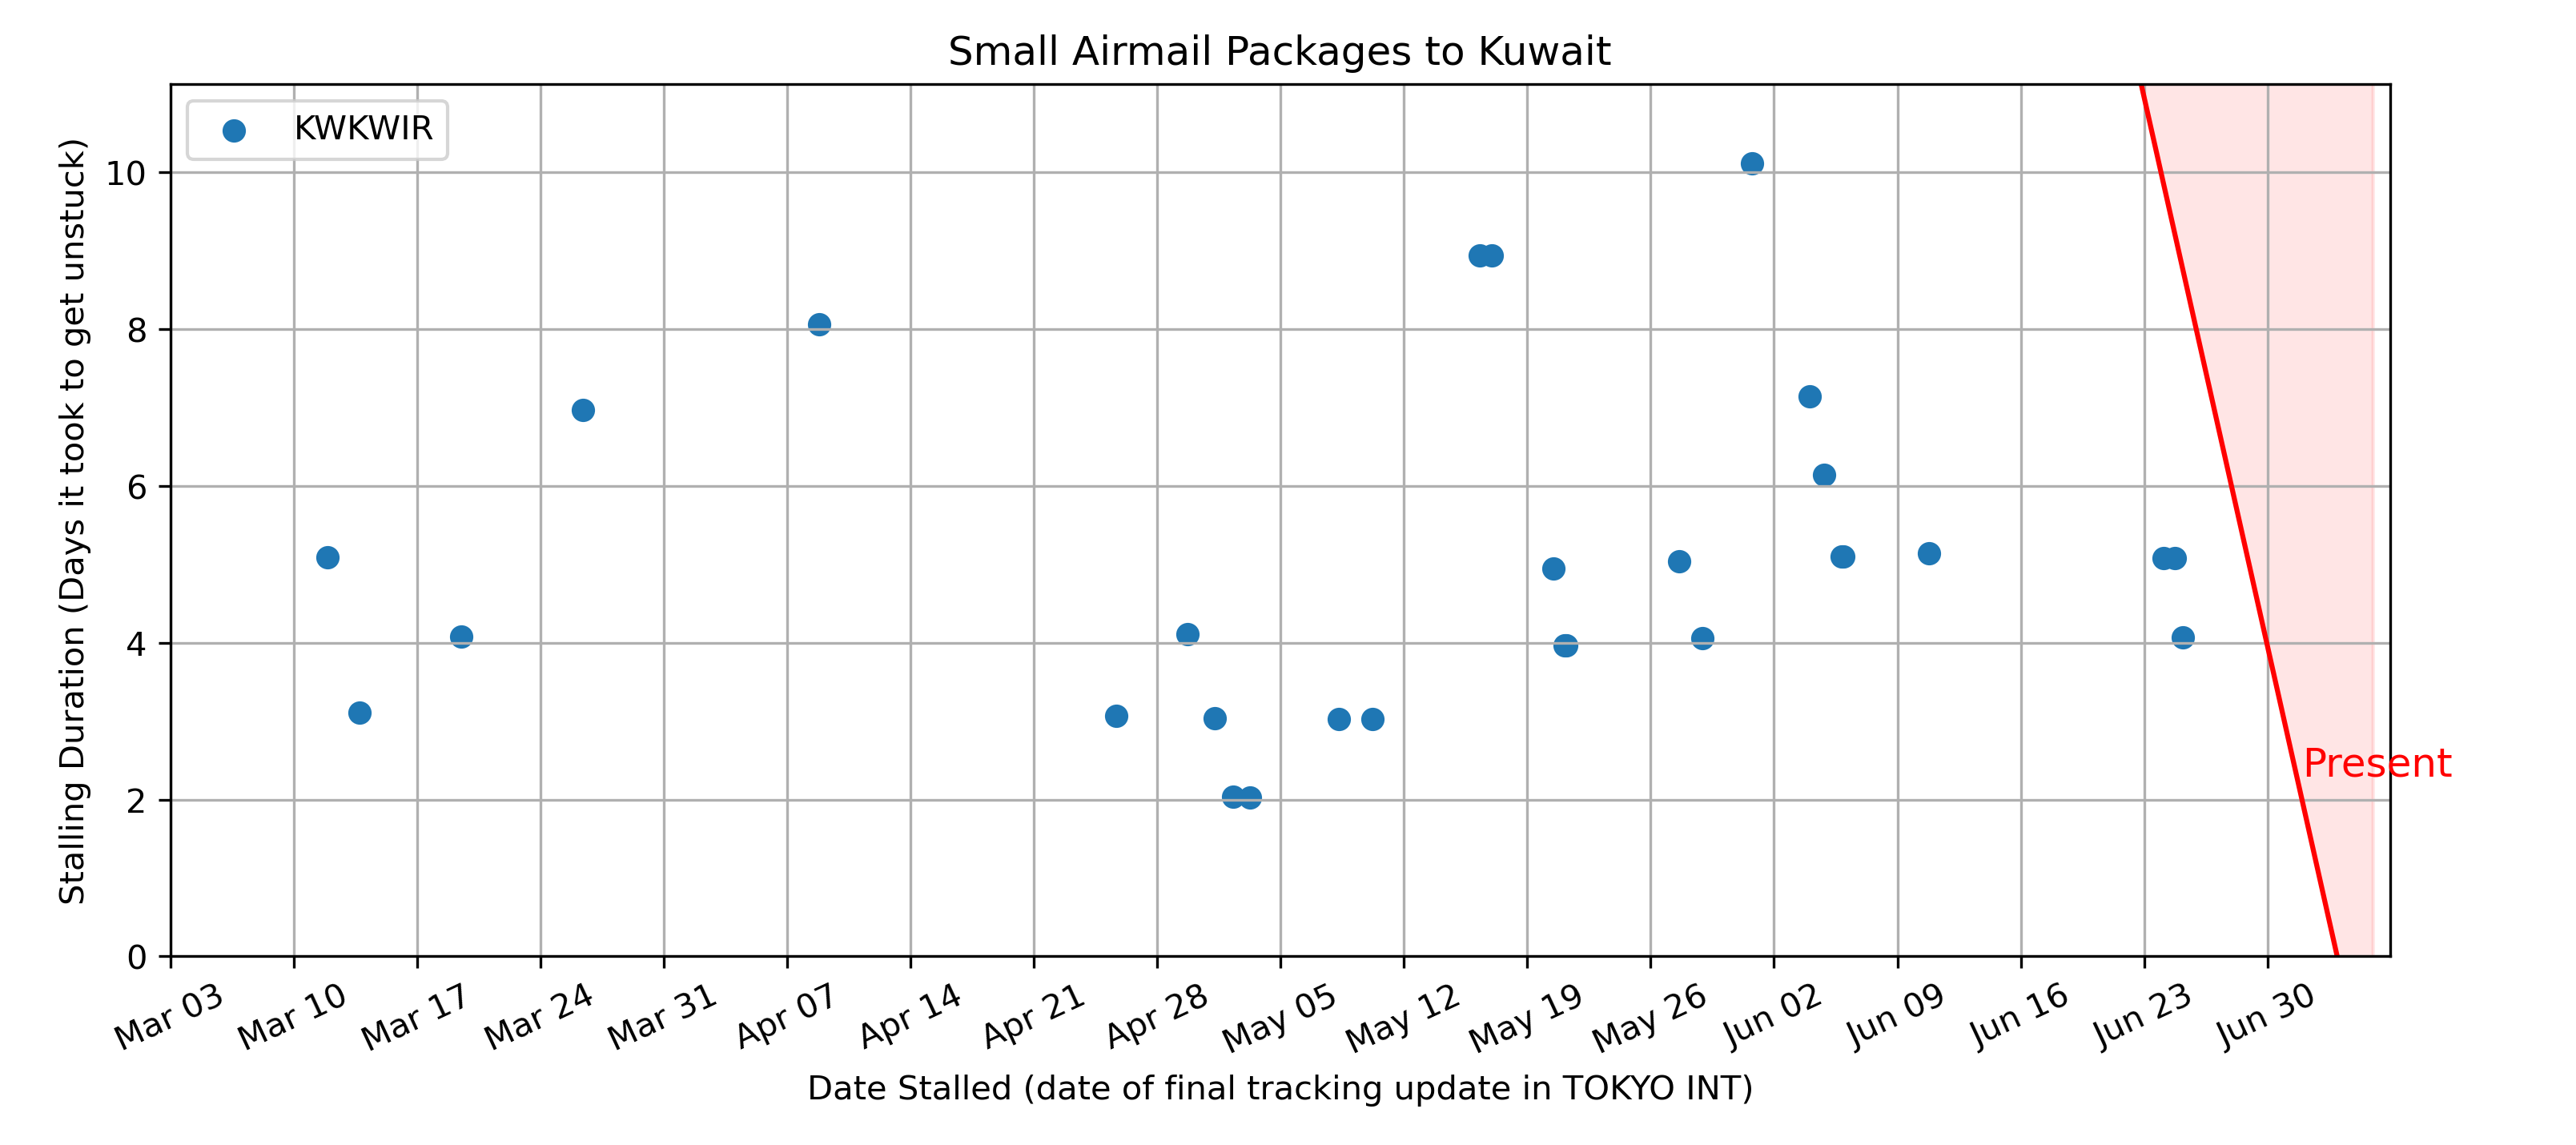 Small Airmail Packages to Kuwait
KWKWIR
Stalling Duration (Days it took to get unstuck)
10
8
6
4
2
0
Present
Mar 03
Mar 10
Mar 17
Mar 24
Mar 31
Apr 07
Apr 14
Apr 21
Apr 28
May 05
May 12
May 19
May 26
Jun 02
Jun 09
Jun 16
Jun 23
Jun 30
Date Stalled (date of final tracking update in TOKYO INT)